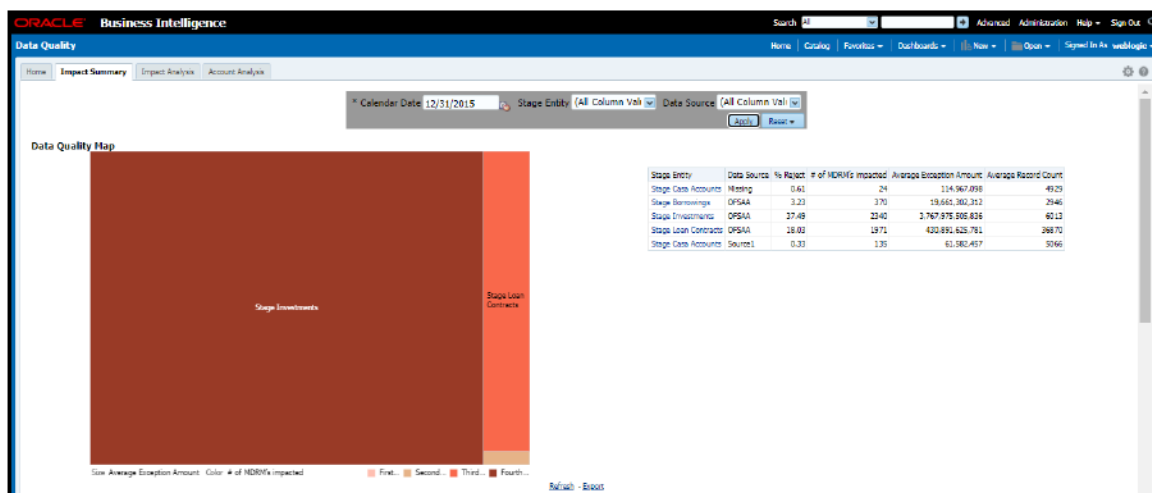 ORACLE Business Intelligence Search All Advanced Administration Help Sign Out
Data Quality Home Catalog Favorites Dashboards New Open Signed In As weblogic
Home Impact Summary Impact Analysis Account Analysis
* Calendar Date 12/31/2015 Stage Entity (All Column Val Data Source (All Column Val
Apply Reset
Data Quality Map
Stage Entity Data Source % Reject # of MDRM's impacted Average Exception Amount Average Record Count
Stage Casa Accounts Missing 0.61 24 114,967,098 4929
Stage Borrowings OFSAA 3.23 370 19,661,302,312 2946
Stage Investments OFSAA 37.49 2340 3,767,975,505,836 6013
Stage Loan Contracts OFSAA 18.03 1971 430,891,625,781 36870
Stage Casa Accounts Source1 0.33 135 61,582,457 5066
Stage Investments
Stage Loan
Contracts
Size Average Exception Amount Color # of MDRM's impacted First... Second... Third... Fourth...
Refresh - Export